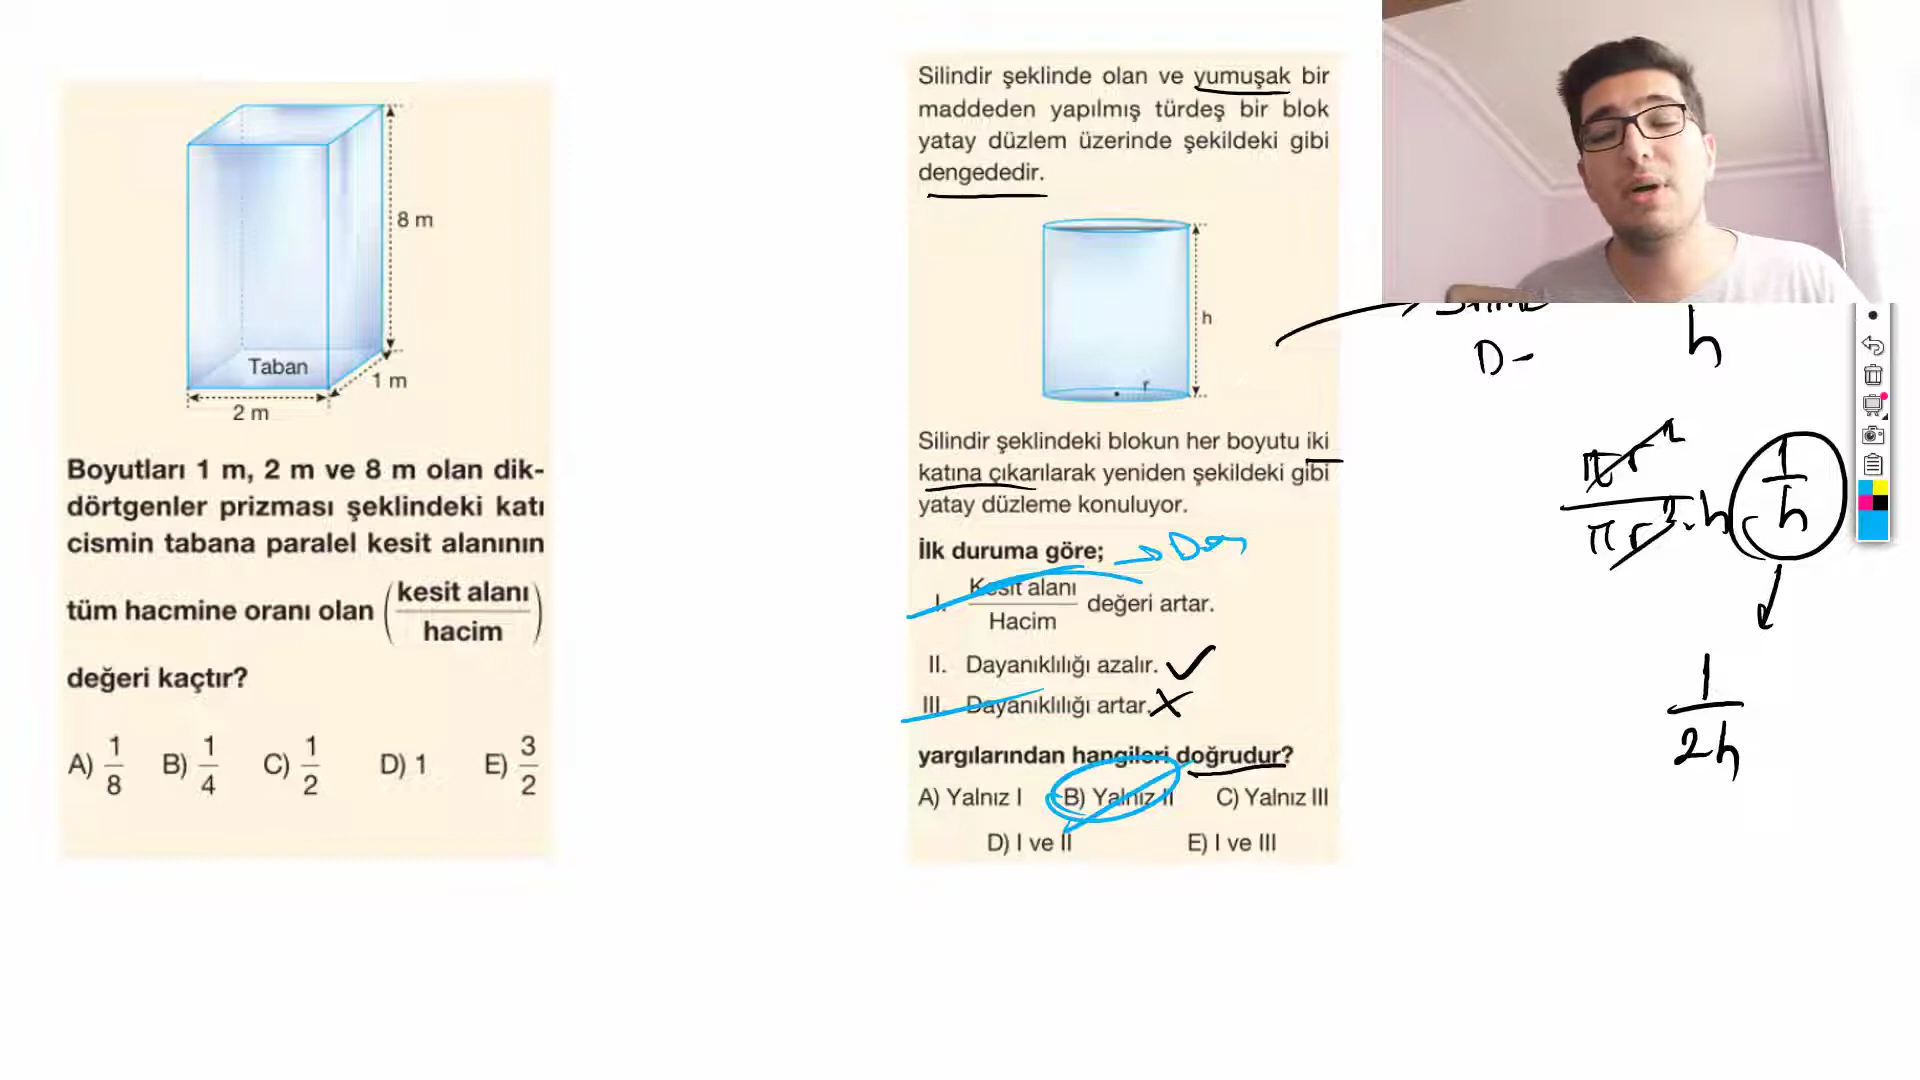 8 m
Taban
1 m
2 m
Boyutları 1 m, 2 m ve 8 m olan dik-
dörtgenler prizması şeklindeki katı
cismin tabana paralel kesit alanının
tüm hacmine oranı olan (kesit alanı / hacim)
değeri kaçtır?
A) 1/8 B) 1/4 C) 1/2 D) 1 E) 3/2
Silindir şeklinde olan ve yumuşak bir
maddeden yapılmış türdeş bir blok
yatay düzlem üzerinde şekildeki gibi
dengededir.
h
r
Silindir şeklindeki blokun her boyutu iki
katına çıkarılarak yeniden şekildeki gibi
yatay düzleme konuluyor.
İlk duruma göre;
I. Kesit alanı / Hacim değeri artar.
II. Dayanıklılığı azalır. ✓
III. Dayanıklılığı artar. X
yargılarından hangileri doğrudur?
A) Yalnız I B) Yalnız II C) Yalnız III
D) I ve II E) I ve III
D - h
πr² / πr².h 1/h
1/2h